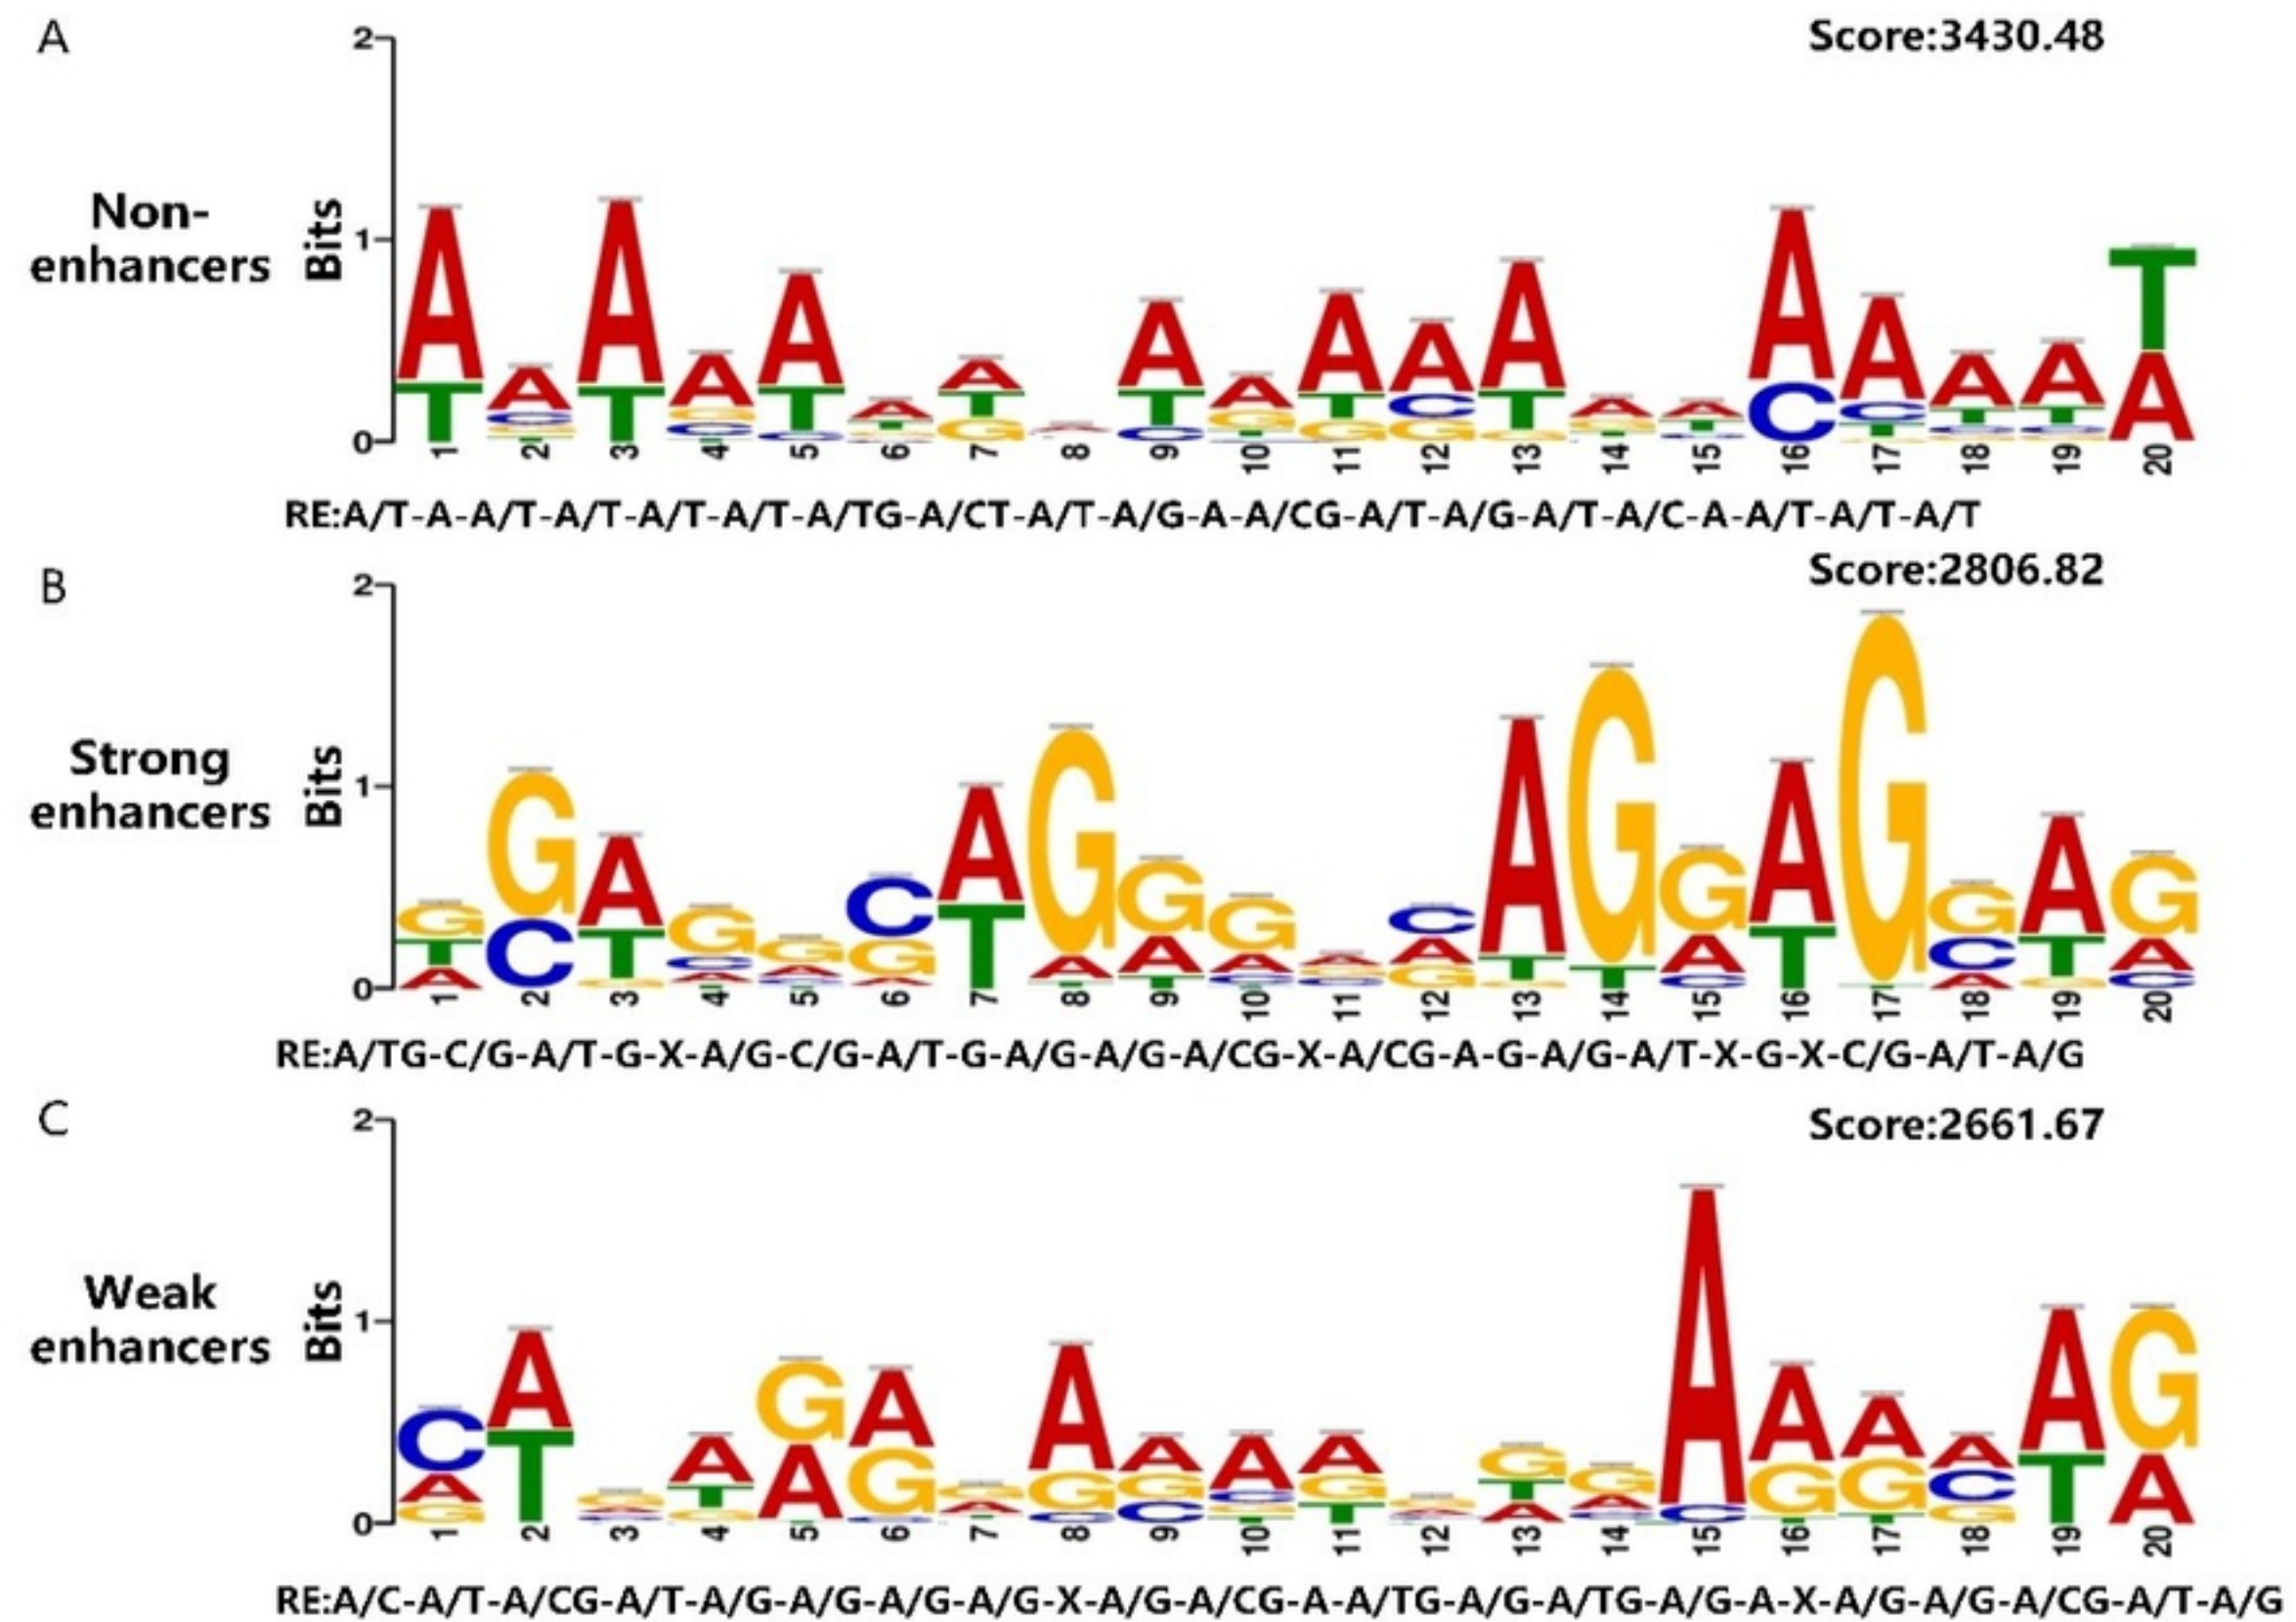 A
Score:3430.48
2
1
0
Bits
Non-
enhancers
A T A C G T A T A G C T A T C A T G A T G A A T C A G T A T G A C G A T G A G T A T C A C A C T A T C G A T C G T A
1 2 3 4 5 6 7 8 9 10 11 12 13 14 15 16 17 18 19 20
RE:A/T-A-A/T-A/T-A/T-A/T-A/TG-A/CT-A/T-A/G-A-A/CG-A/T-A/G-A/T-A/C-A-A/T-A/T-A/T
B
Score:2806.82
2
1
0
Bits
Strong
enhancers
G T A G C A T G G C A T G A C T C G A A T G A T G A T G A C A G C C A G A T G G T G A C A T G G C A A T G G A C
1 2 3 4 5 6 7 8 9 10 11 12 13 14 15 16 17 18 19 20
RE:A/TG-C/G-A/T-G-X-A/G-C/G-A/T-G-A/G-A/G-A/CG-X-A/CG-A-G-A/G-A/T-X-G-X-C/G-A/T-A/G
C
Score:2661.67
2
1
0
Bits
Weak
enhancers
C A G A T G A C A T G G A T A G C G A T A G C A G C A C G T A G T G A C G T A G A C A C A G T A G T A C G A T G A
1 2 3 4 5 6 7 8 9 10 11 12 13 14 15 16 17 18 19 20
RE:A/C-A/T-A/CG-A/T-A/G-A/G-A/G-A/G-X-A/G-A/CG-A-A/TG-A/G-A/TG-A/G-A-X-A/G-A/G-A/CG-A/T-A/G